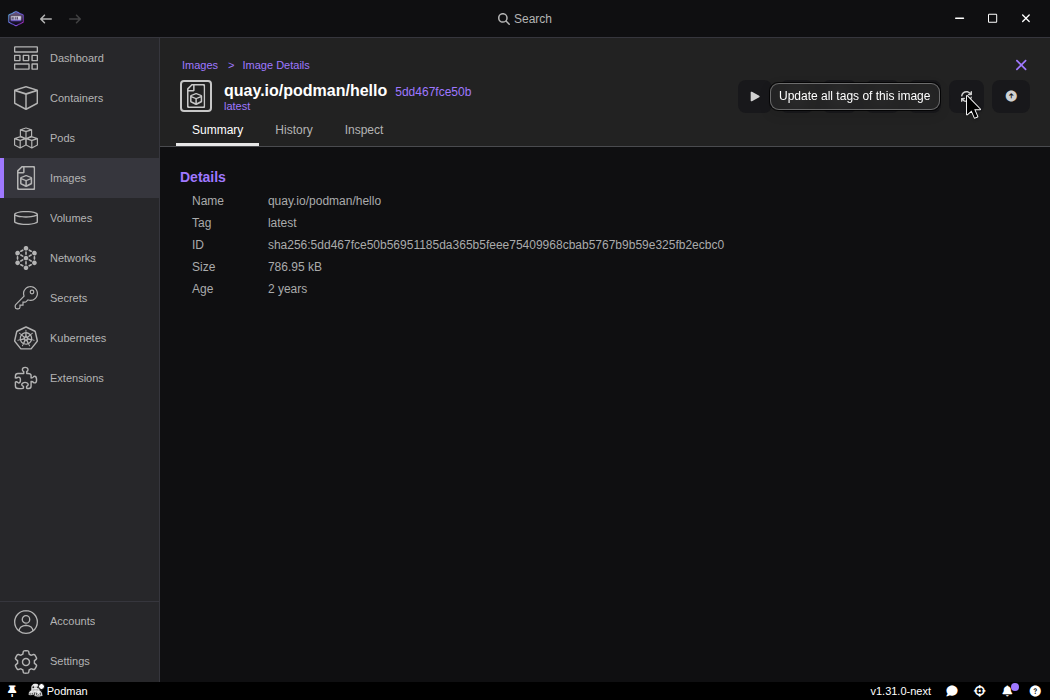 Search
Dashboard
Containers
Pods
Images
Volumes
Networks
Secrets
Kubernetes
Extensions
Accounts
Settings
Images > Image Details
quay.io/podman/hello 5dd467fce50b
latest
Update all tags of this image
Summary History Inspect
Details
Name quay.io/podman/hello
Tag latest
ID sha256:5dd467fce50b56951185da365b5feee75409968cbab5767b9b59e325fb2ecbc0
Size 786.95 kB
Age 2 years
Podman
v1.31.0-next